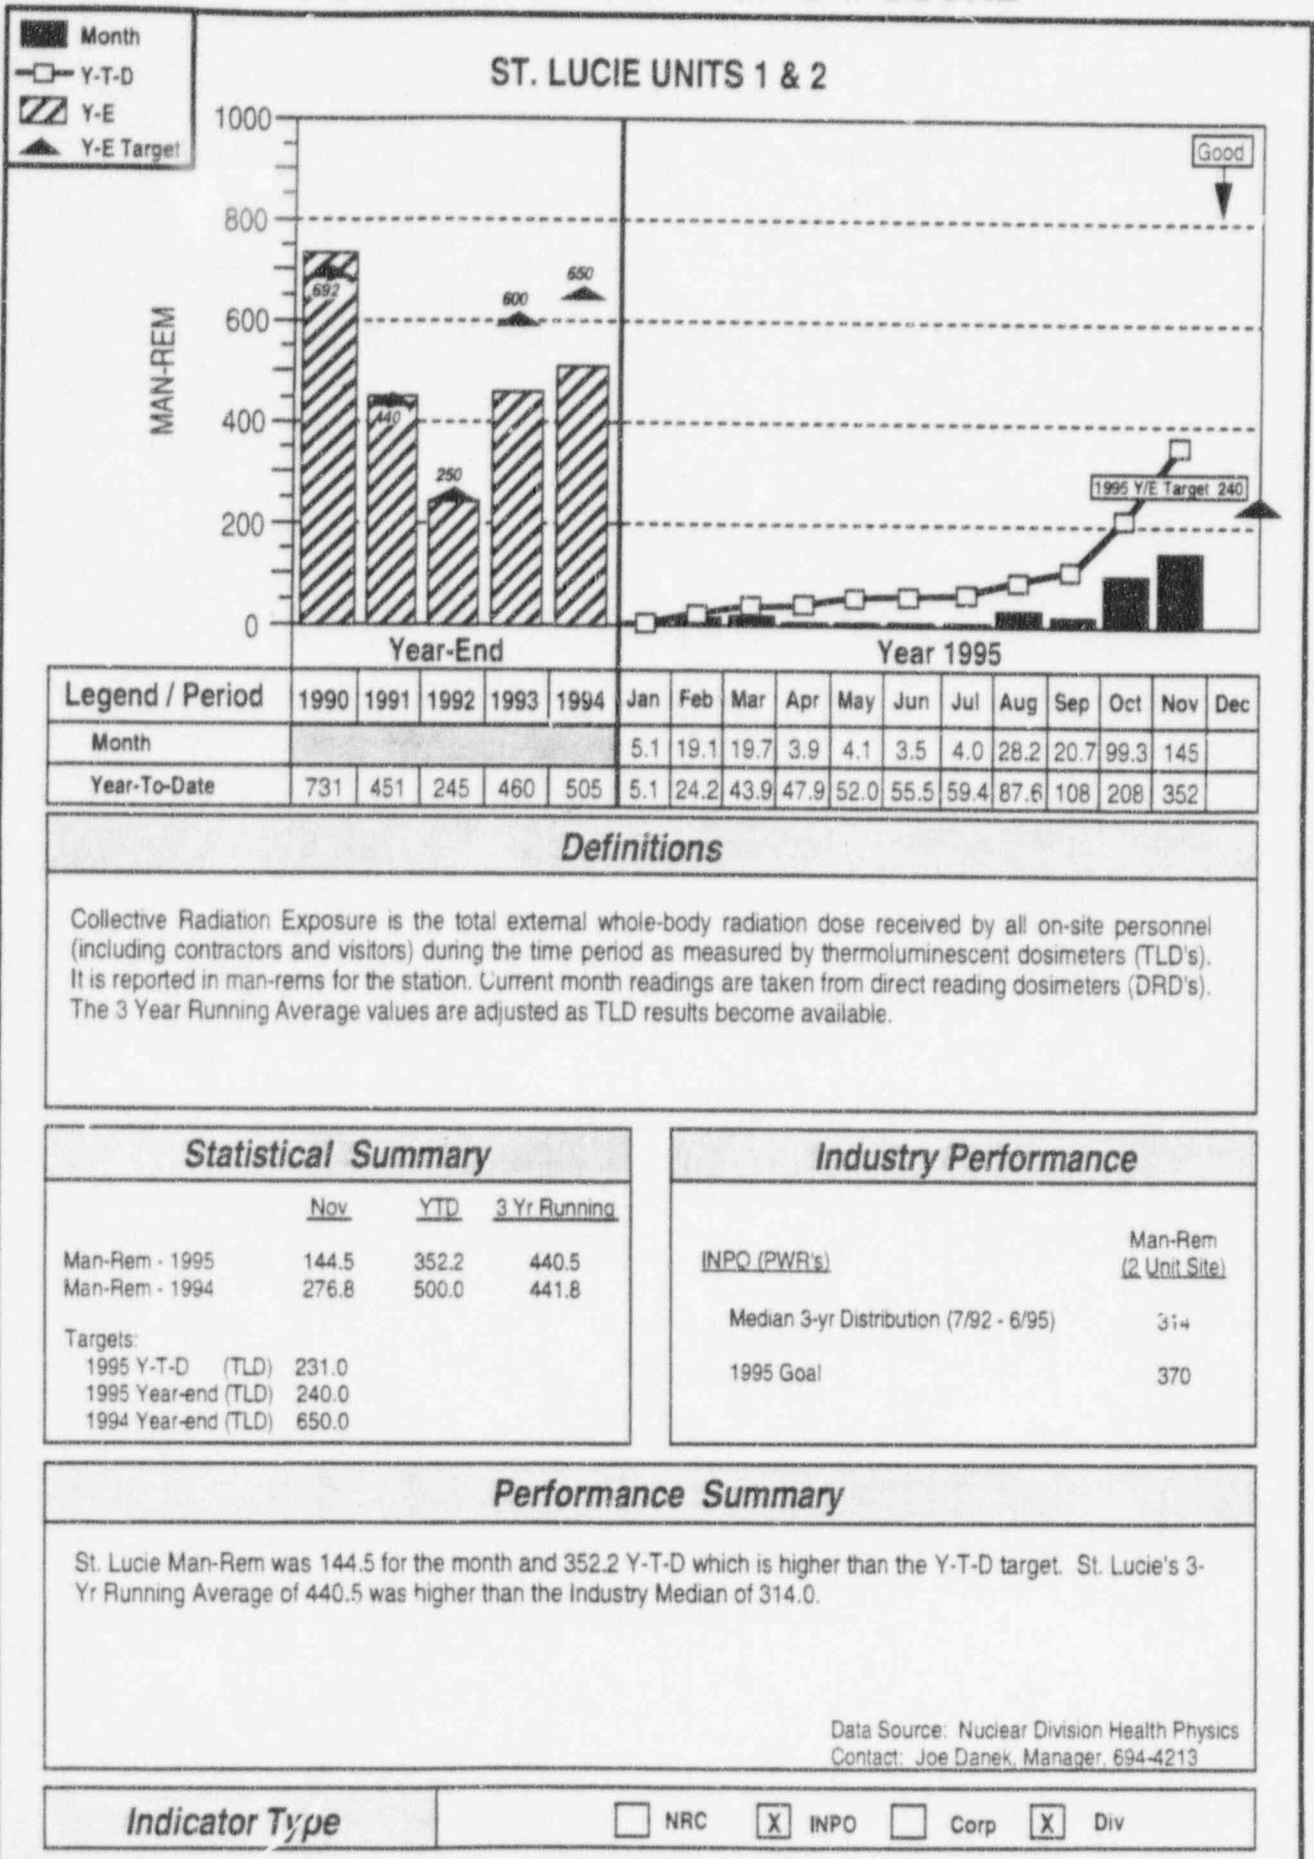 Month
Y-T-D
Y-E
Y-E Target
ST. LUCIE UNITS 1 & 2
Good
1000
800
600
400
200
0
MAN-REM
692
440
250
600
650
1995 Y/E Target 240
Year-End
Year 1995
Legend / Period 1990 1991 1992 1993 1994 Jan Feb Mar Apr May Jun Jul Aug Sep Oct Nov Dec
Month 5.1 19.1 19.7 3.9 4.1 3.5 4.0 28.2 20.7 99.3 145
Year-To-Date 731 451 245 460 505 5.1 24.2 43.9 47.9 52.0 55.5 59.4 87.6 108 208 352
Definitions
Collective Radiation Exposure is the total external whole-body radiation dose received by all on-site personnel
(including contractors and visitors) during the time period as measured by thermoluminescent dosimeters (TLD's).
It is reported in man-rems for the station. Current month readings are taken from direct reading dosimeters (DRD's).
The 3 Year Running Average values are adjusted as TLD results become available.
Statistical Summary
Nov YTD 3 Yr Running
Man-Rem - 1995 144.5 352.2 440.5
Man-Rem - 1994 276.8 500.0 441.8
Targets:
1995 Y-T-D (TLD) 231.0
1995 Year-end (TLD) 240.0
1994 Year-end (TLD) 650.0
Industry Performance
Man-Rem
INPO (PWR's) (2 Unit Site)
Median 3-yr Distribution (7/92 - 6/95) 314
1995 Goal 370
Performance Summary
St. Lucie Man-Rem was 144.5 for the month and 352.2 Y-T-D which is higher than the Y-T-D target. St. Lucie's 3-
Yr Running Average of 440.5 was higher than the Industry Median of 314.0.
Data Source: Nuclear Division Health Physics
Contact: Joe Danek, Manager, 694-4213
Indicator Type NRC X INPO Corp X Div